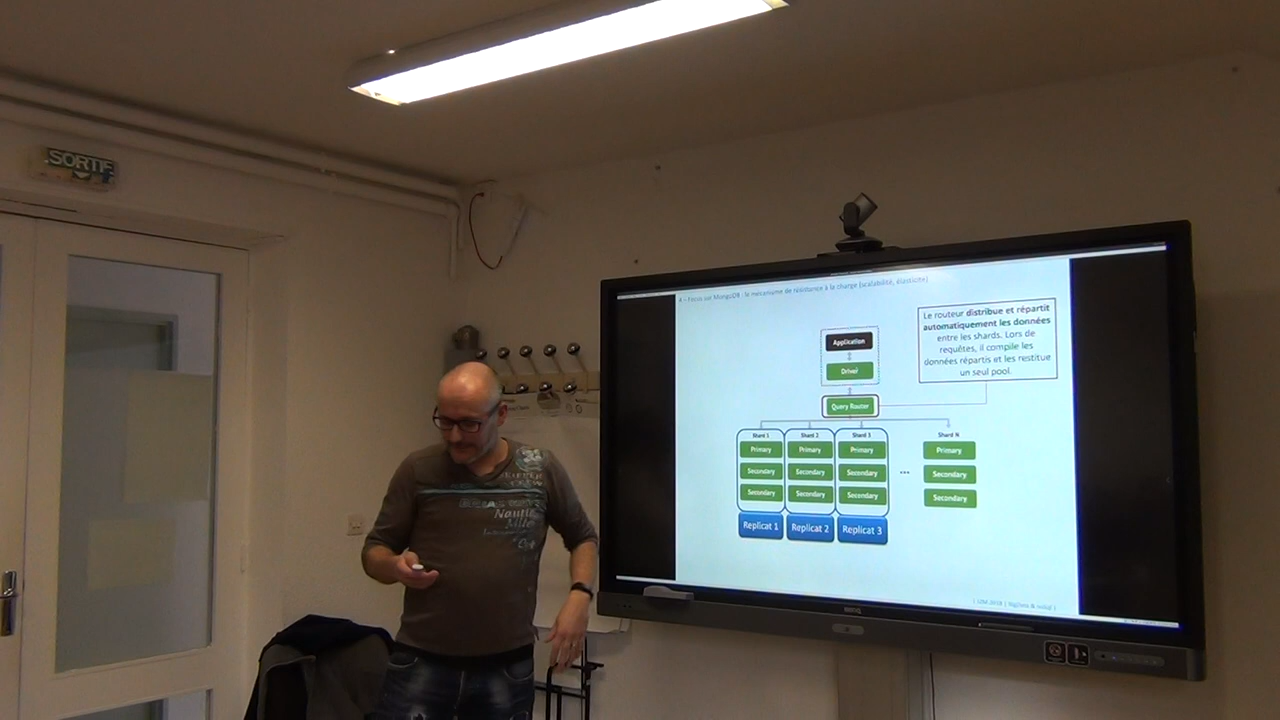 SORTIE
4 – Focus sur MongoDB : le mécanisme de résistance à la charge (scalabilité, élasticité)
Le routeur distribue et répartit
automatiquement les données
entre les shards. Lors de
requêtes, il compile les
données répartis et les restitue
un seul pool.
Application
Driver
Query Router
Shard 1
Shard 2
Shard 3
Shard N
Primary
Primary
Primary
Primary
Secondary
Secondary
Secondary
...
Secondary
Secondary
Secondary
Secondary
Secondary
Replicat 1
Replicat 2
Replicat 3
Nautic
Mile
BENQ